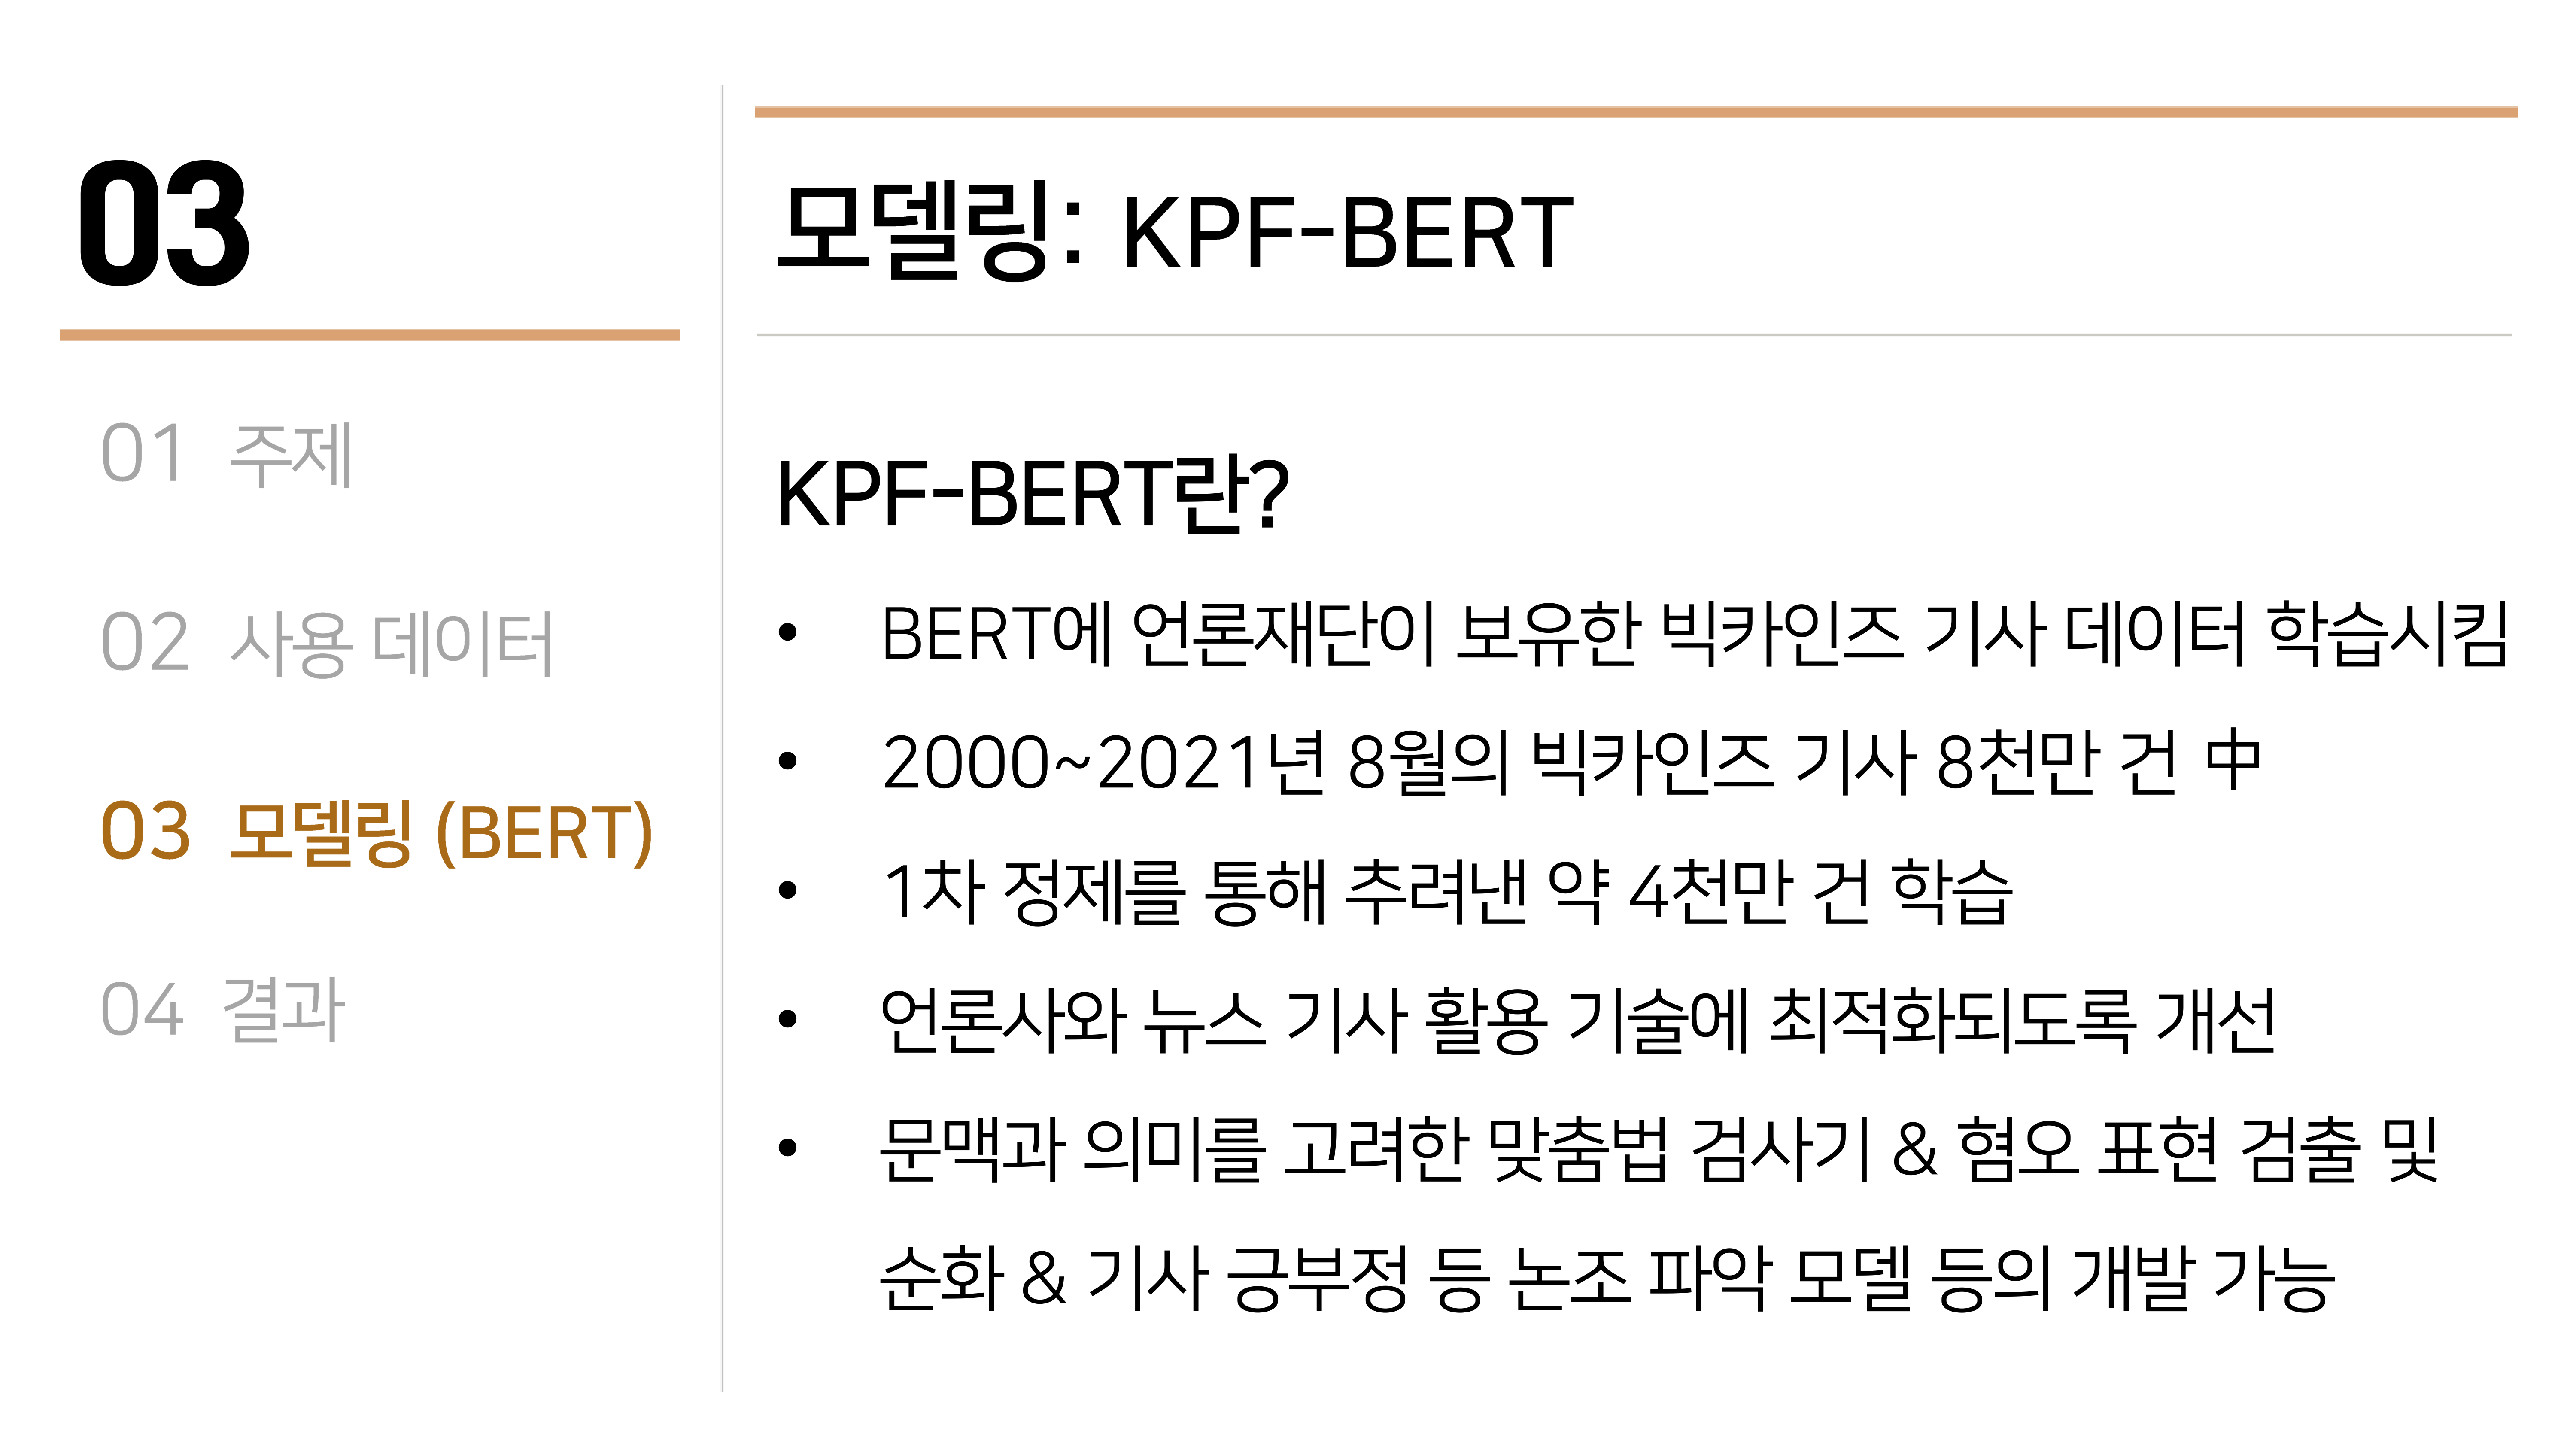 03
01 주제
02 사용 데이터
03 모델링 (BERT)
04 결과
모델링: KPF-BERT
KPF-BERT란?
• BERT에 언론재단이 보유한 빅카인즈 기사 데이터 학습시킴
• 2000~2021년 8월의 빅카인즈 기사 8천만 건 中
• 1차 정제를 통해 추려낸 약 4천만 건 학습
• 언론사와 뉴스 기사 활용 기술에 최적화되도록 개선
• 문맥과 의미를 고려한 맞춤법 검사기 & 혐오 표현 검출 및
순화 & 기사 긍부정 등 논조 파악 모델 등의 개발 가능